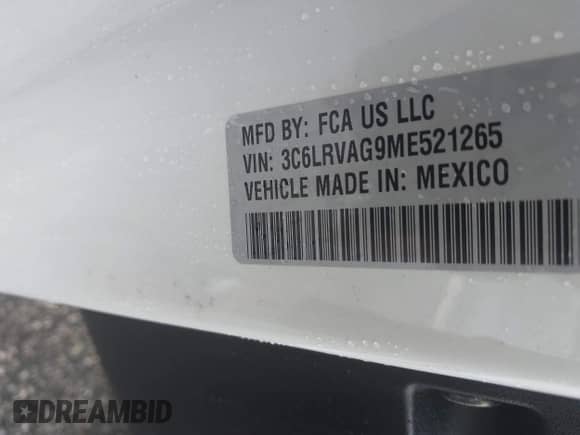 MFD BY: FCA US LLC
VIN: 3C6LRVAG9ME521265
VEHICLE MADE IN: MEXICO
DREAMBID